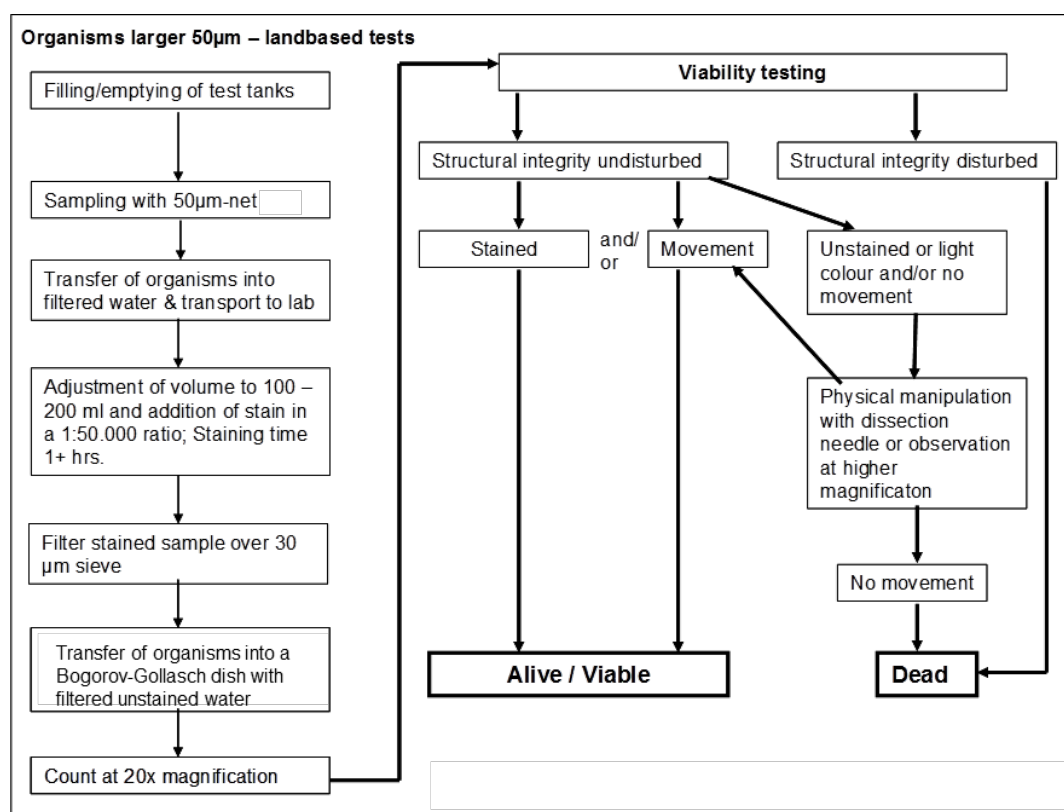 Organisms larger 50µm – landbased tests
Filling/emptying of test tanks
Sampling with 50µm-net
Transfer of organisms into
filtered water & transport to lab
Adjustment of volume to 100 –
200 ml and addition of stain in
a 1:50.000 ratio; Staining time
1+ hrs.
Filter stained sample over 30
µm sieve
Transfer of organisms into a
Bogorov-Gollasch dish with
filtered unstained water
Count at 20x magnification
Viability testing
Structural integrity undisturbed
Structural integrity disturbed
Stained
and/
or
Movement
Unstained or light
colour and/or no
movement
Physical manipulation
with dissection
needle or observation
at higher
magnificaton
No movement
Alive / Viable
Dead